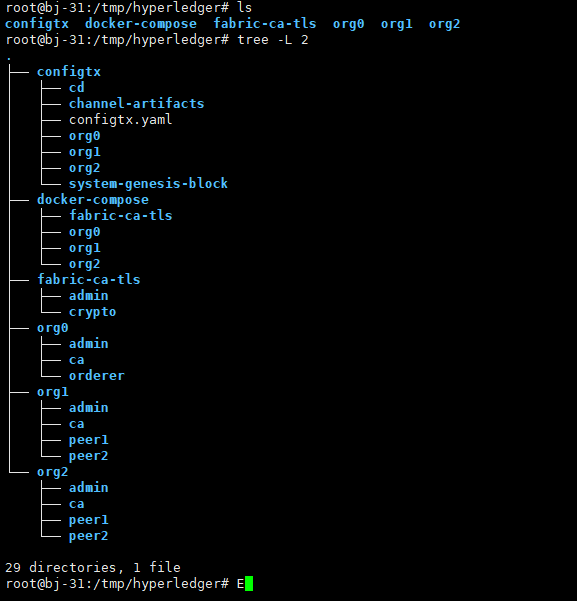 root@bj-31:/tmp/hyperledger# ls
configtx  docker-compose  fabric-ca-tls  org0  org1  org2
root@bj-31:/tmp/hyperledger# tree -L 2
.
├── configtx
│   ├── cd
│   ├── channel-artifacts
│   ├── configtx.yaml
│   ├── org0
│   ├── org1
│   ├── org2
│   └── system-genesis-block
├── docker-compose
│   ├── fabric-ca-tls
│   ├── org0
│   ├── org1
│   └── org2
├── fabric-ca-tls
│   ├── admin
│   └── crypto
├── org0
│   ├── admin
│   ├── ca
│   └── orderer
├── org1
│   ├── admin
│   ├── ca
│   ├── peer1
│   └── peer2
└── org2
    ├── admin
    ├── ca
    ├── peer1
    └── peer2

29 directories, 1 file
root@bj-31:/tmp/hyperledger# E